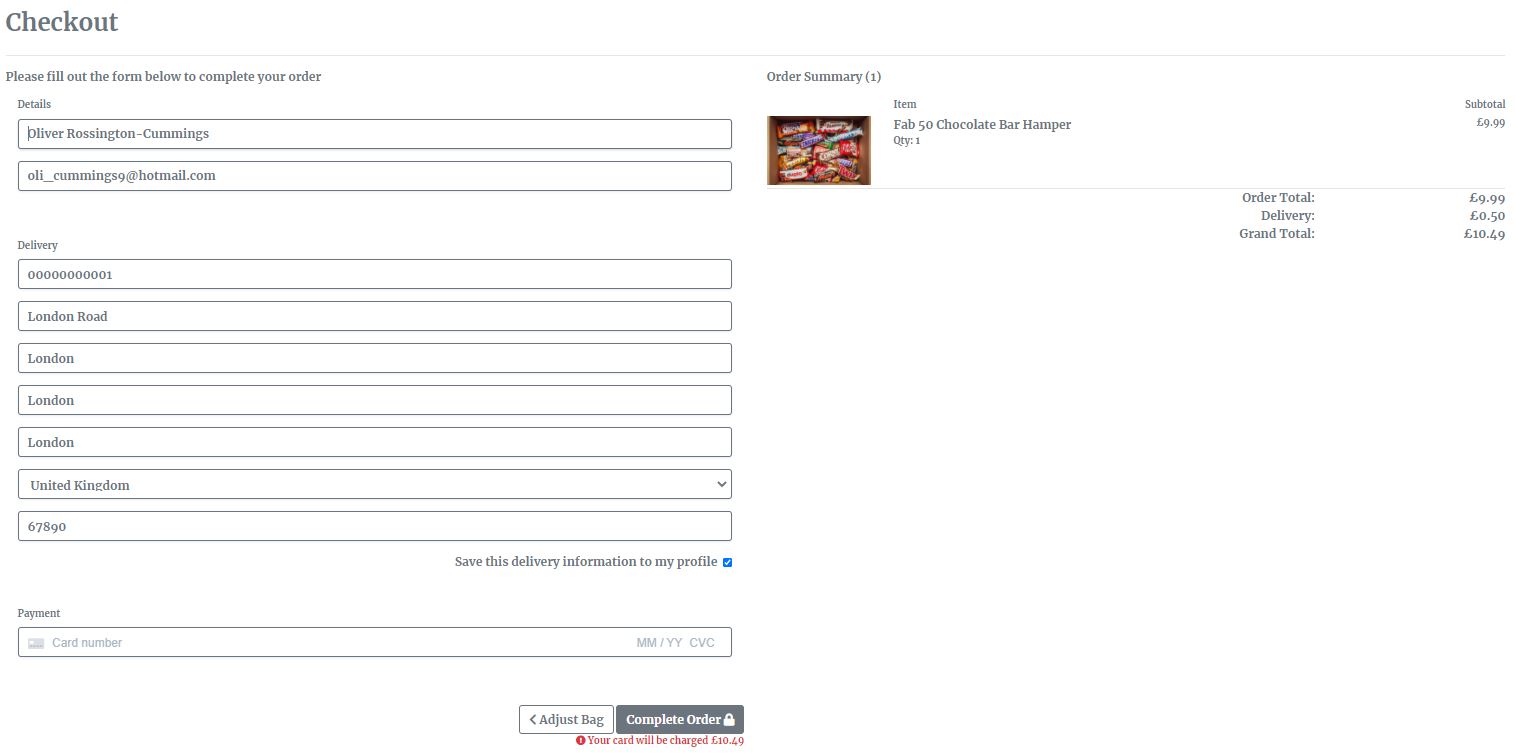 Checkout
Please fill out the form below to complete your order
Details
Oliver Rossington-Cummings
oli_cummings9@hotmail.com
Delivery
00000000001
London Road
London
London
London
United Kingdom
67890
Save this delivery information to my profile
Payment
Card number MM / YY CVC
Adjust Bag Complete Order
Your card will be charged £10.49
Order Summary (1)
Item Subtotal
Fab 50 Chocolate Bar Hamper £9.99
Qty: 1
Order Total: £9.99
Delivery: £0.50
Grand Total: £10.49